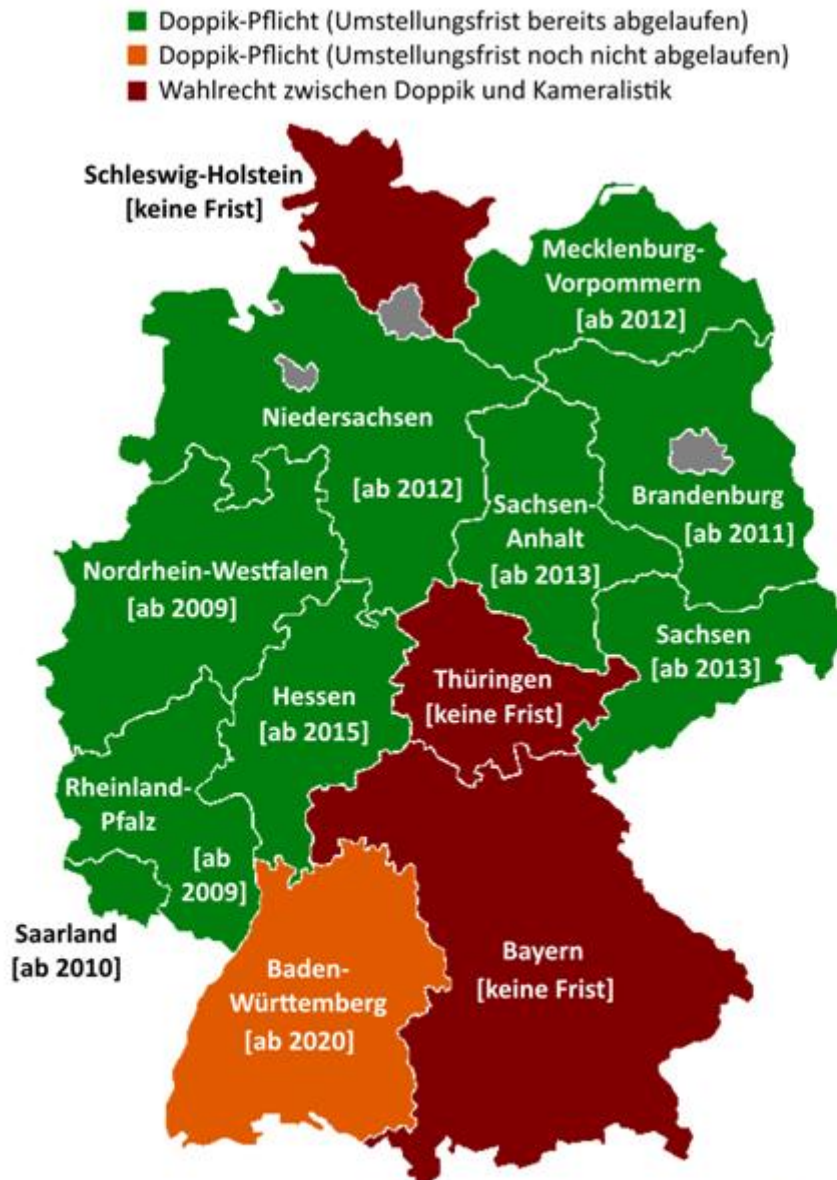 Doppik-Pflicht (Umstellungsfrist bereits abgelaufen)
Doppik-Pflicht (Umstellungsfrist noch nicht abgelaufen)
Wahlrecht zwischen Doppik und Kameralistik
Schleswig-Holstein
[keine Frist]
Mecklenburg-
Vorpommern
[ab 2012]
Niedersachsen
[ab 2012]
Sachsen-
Anhalt
[ab 2013]
Brandenburg
[ab 2011]
Nordrhein-Westfalen
[ab 2009]
Sachsen
[ab 2013]
Hessen
[ab 2015]
Thüringen
[keine Frist]
Rheinland-
Pfalz
[ab
2009]
Saarland
[ab 2010]
Baden-
Württemberg
[ab 2020]
Bayern
[keine Frist]